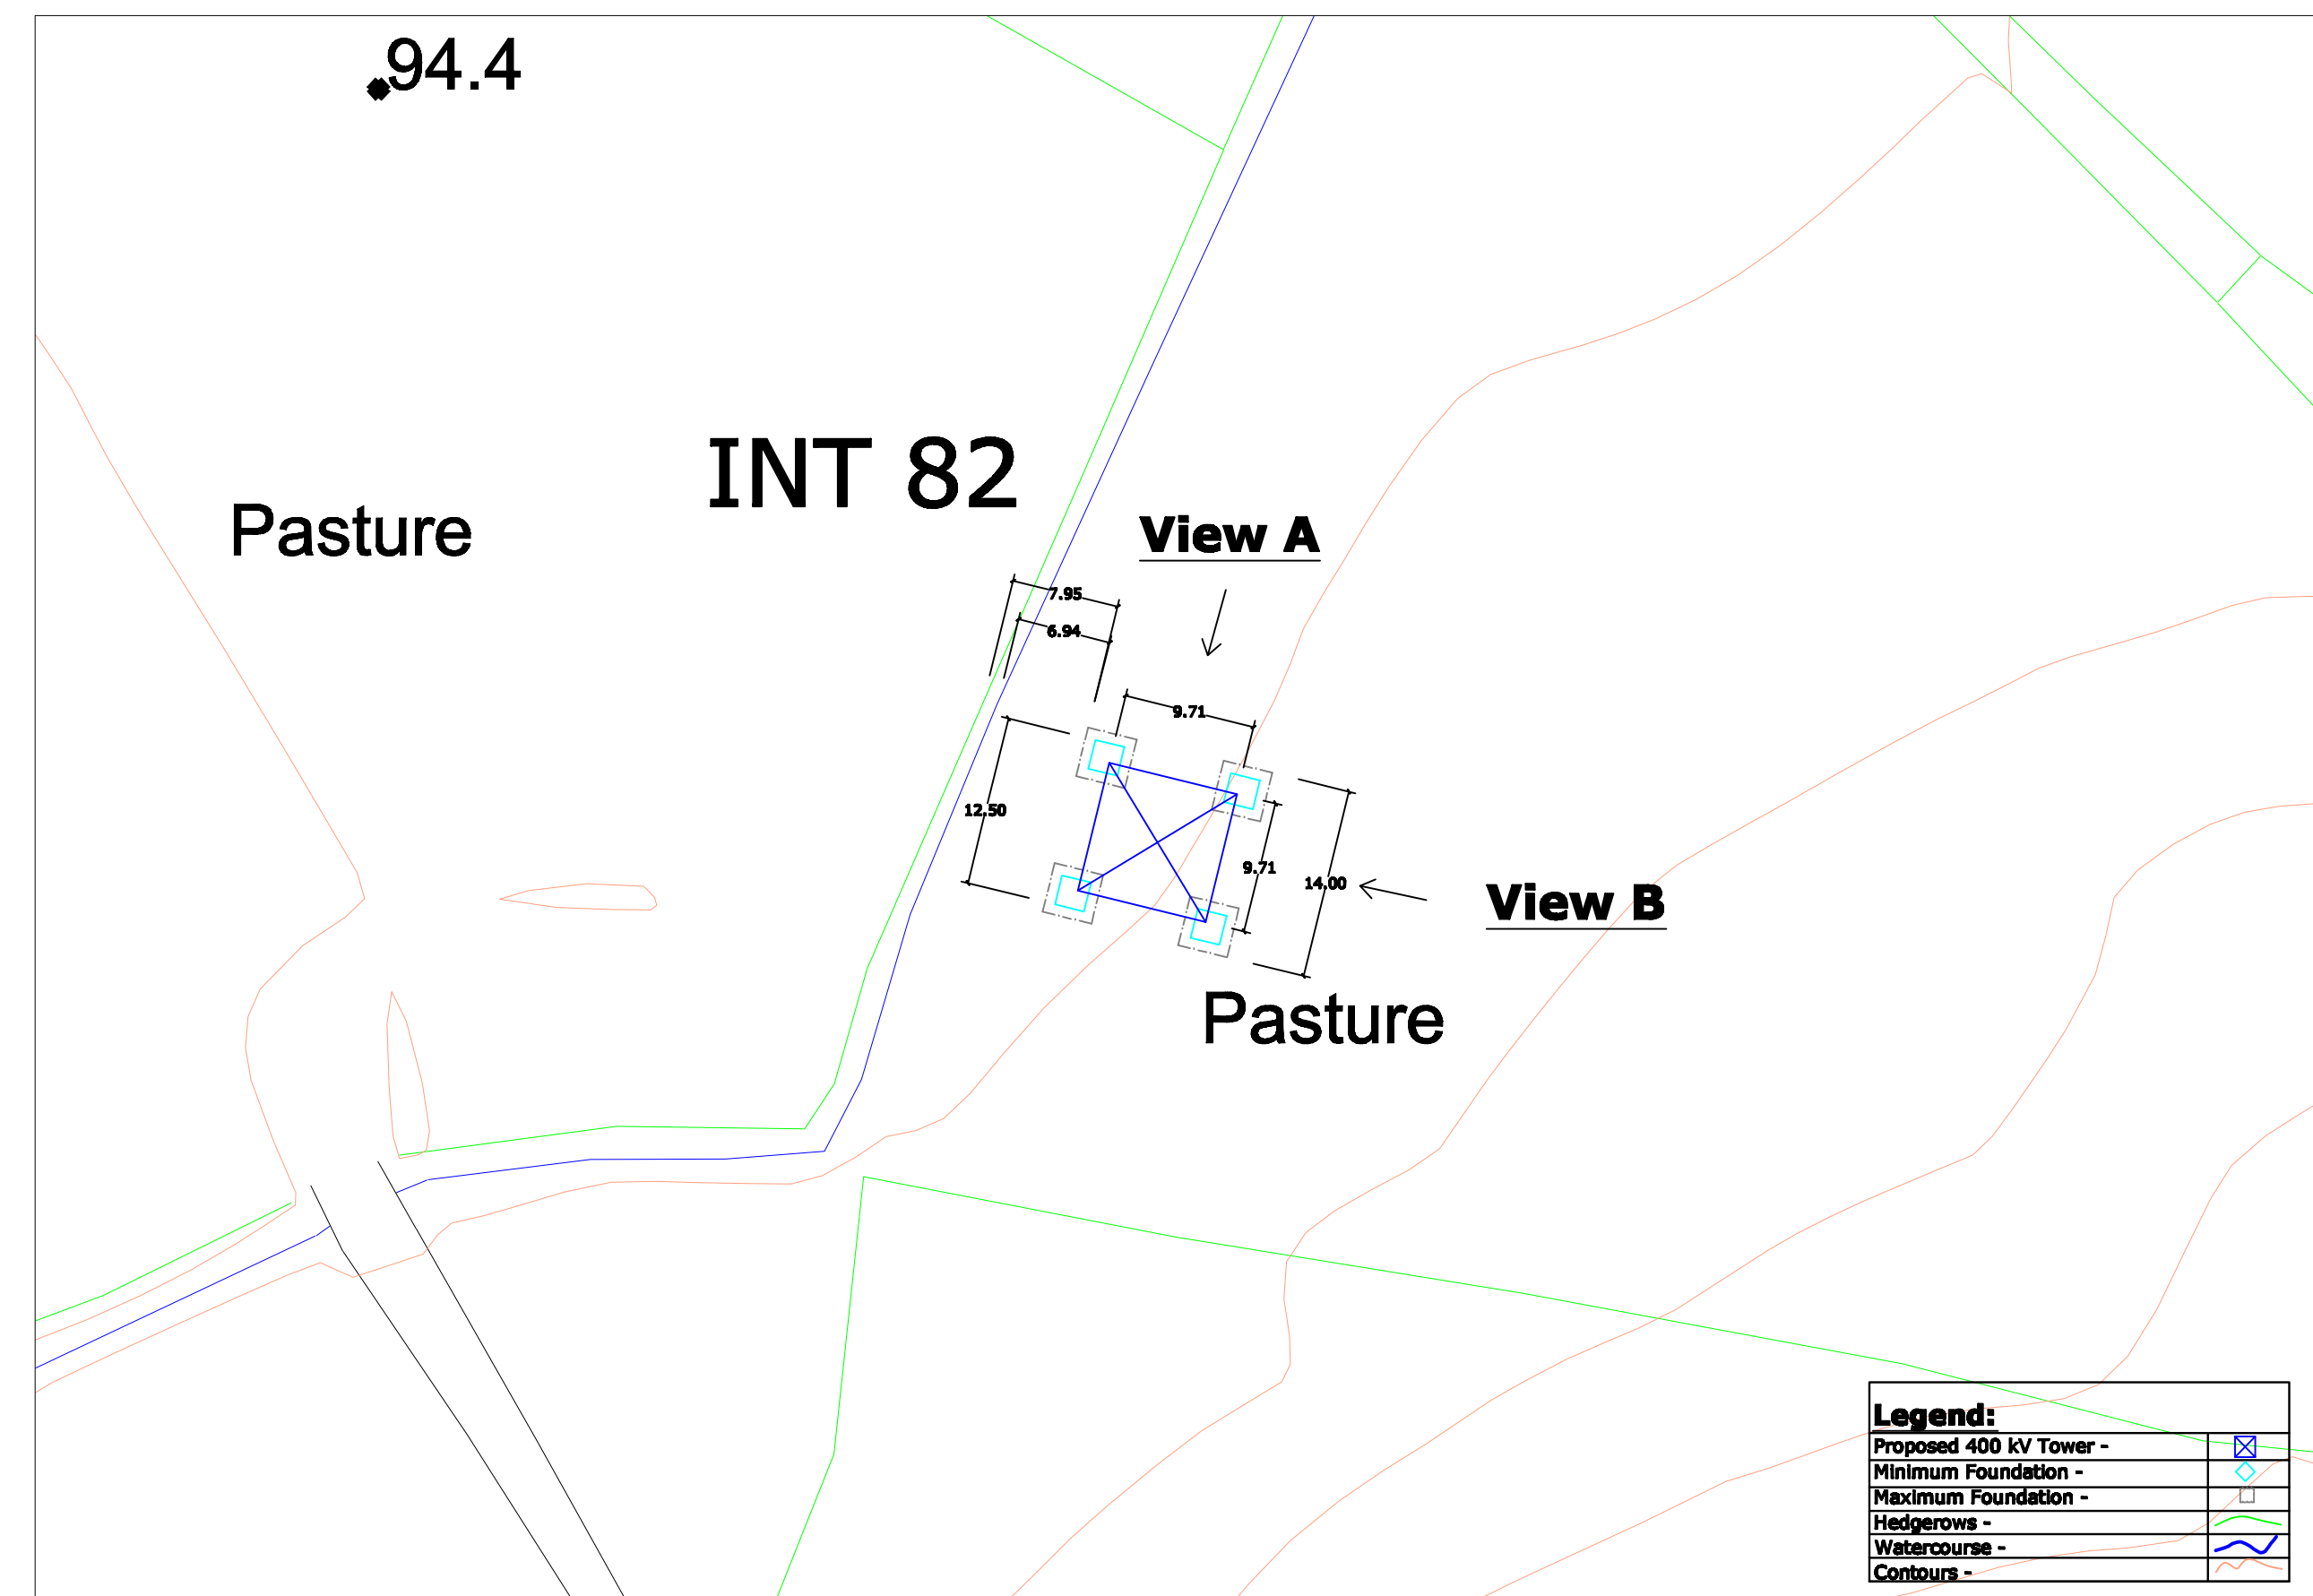 94.4
INT 82
Pasture
View A
7.95
6.94
9.71
12.50
9.71
14.00
View B
Pasture
Legend:
Proposed 400 kV Tower -
Minimum Foundation -
Maximum Foundation -
Hedgerows -
Watercourse -
Contours -